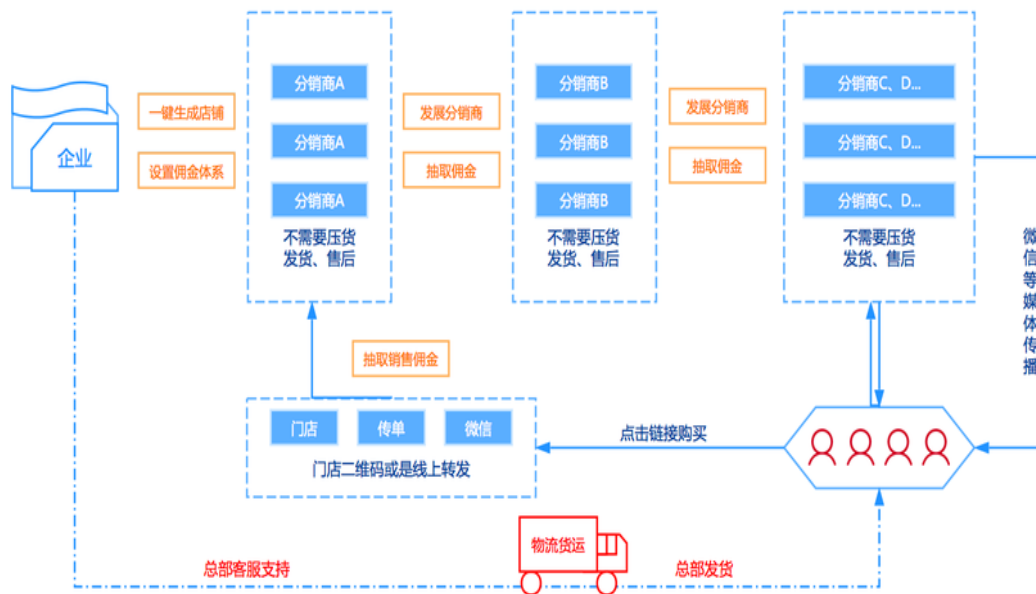 企业
一键生成店铺
设置佣金体系
分销商A
分销商A
分销商A
不需要压货
发货、售后
发展分销商
抽取佣金
分销商B
分销商B
分销商B
不需要压货
发货、售后
发展分销商
抽取佣金
分销商C、D...
分销商C、D...
分销商C、D...
不需要压货
发货、售后
微信等媒体传播
抽取销售佣金
门店
传单
微信
门店二维码或是线上转发
点击链接购买
总部客服支持
物流货运
总部发货